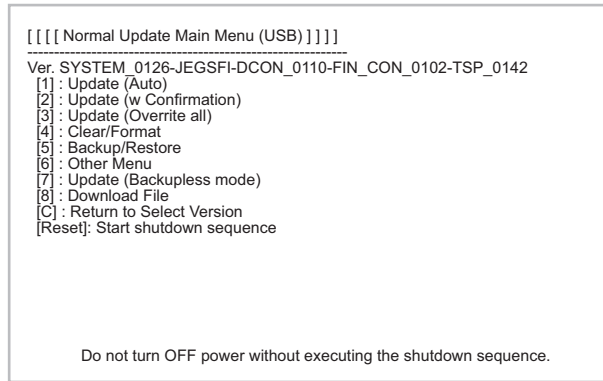 [ [ [ [ Normal Update Main Menu (USB) ] ] ] ]
------------------------------------------------------------
Ver. SYSTEM_0126-JEGSFI-DCON_0110-FIN_CON_0102-TSP_0142
[1] : Update (Auto)
[2] : Update (w Confirmation)
[3] : Update (Overrite all)
[4] : Clear/Format
[5] : Backup/Restore
[6] : Other Menu
[7] : Update (Backupless mode)
[8] : Download File
[C] : Return to Select Version
[Reset]: Start shutdown sequence
Do not turn OFF power without executing the shutdown sequence.